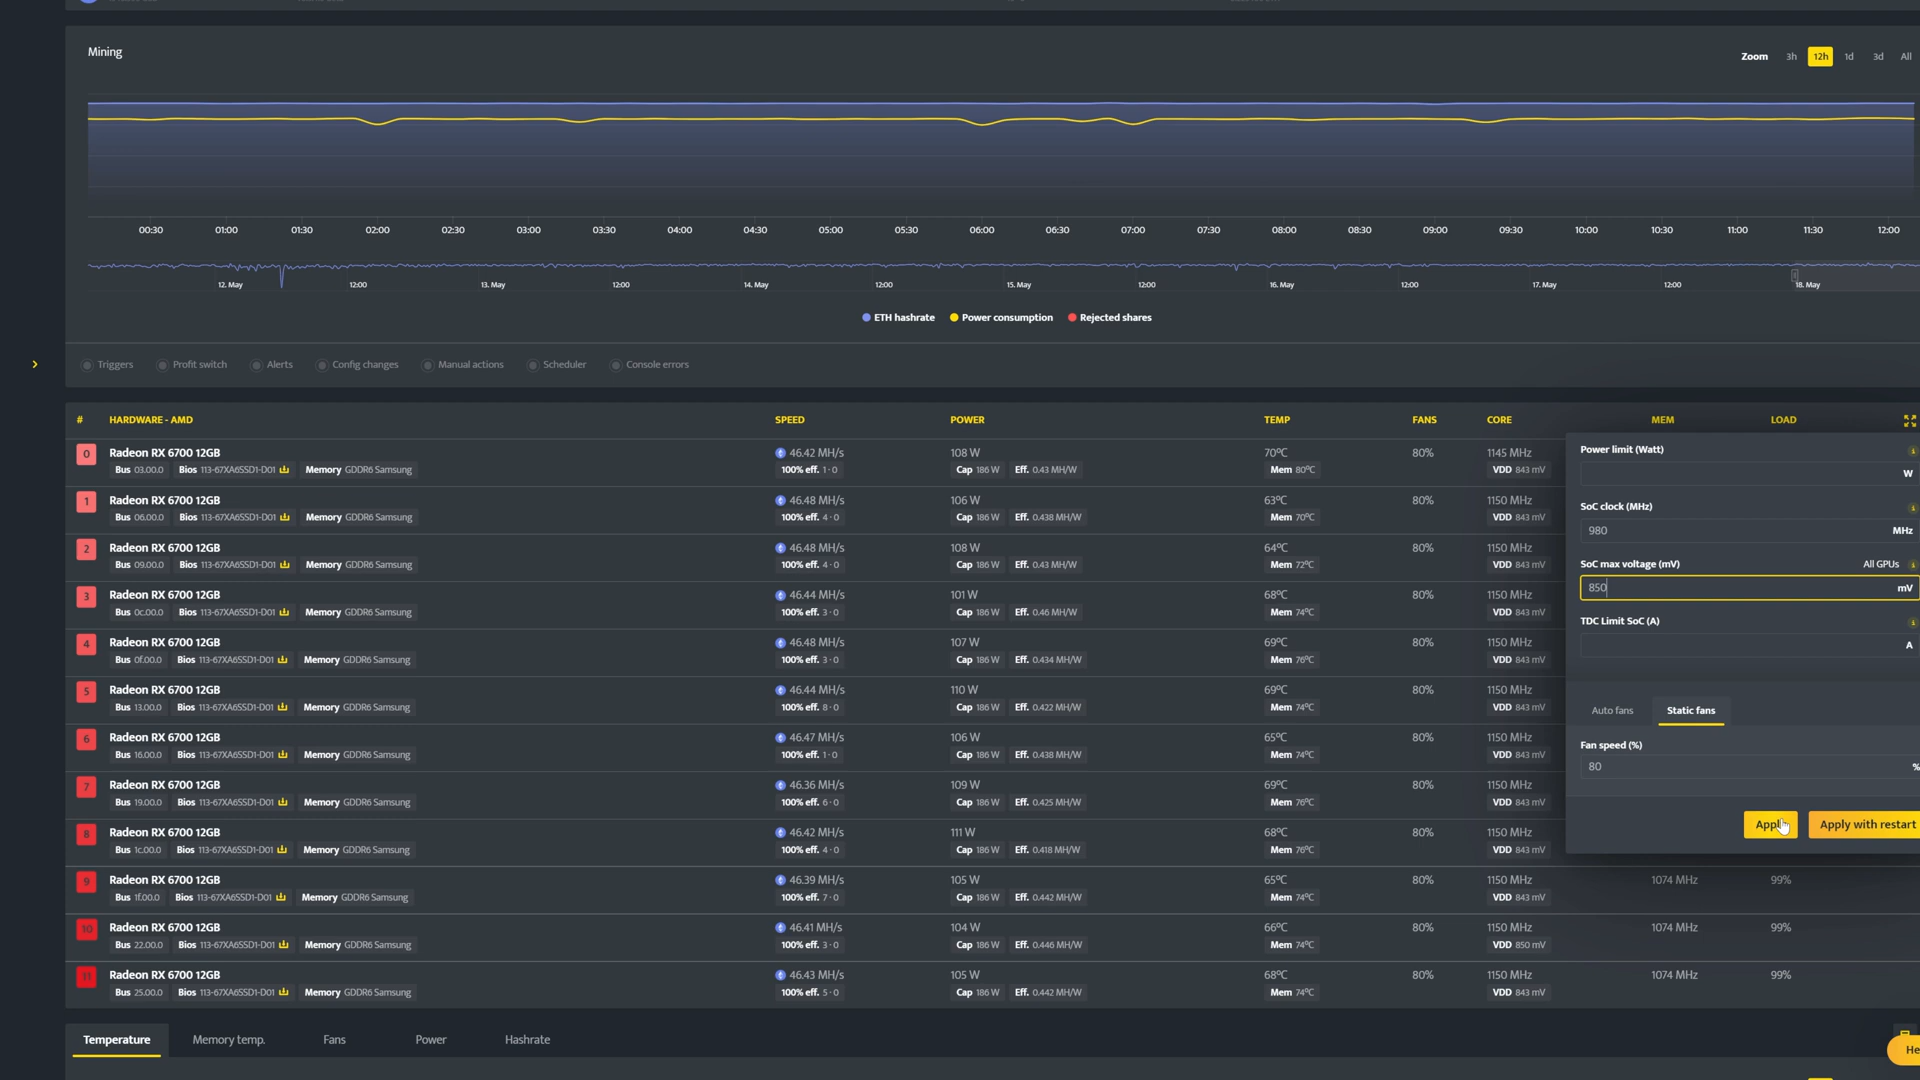 Mining
Zoom 3h 12h 1d 3d All
00:30 01:00 01:30 02:00 02:30 03:00 03:30 04:00 04:30 05:00 05:30 06:00 06:30 07:00 07:30 08:00 08:30 09:00 09:30 10:00 10:30 11:00 11:30 12:00
12. May 12:00 13. May 12:00 14. May 12:00 15. May 12:00 16. May 12:00 17. May 12:00 18. May
ETH hashrate Power consumption Rejected shares
Triggers Profit switch Alerts Config changes Manual actions Scheduler Console errors
# HARDWARE - AMD SPEED POWER TEMP FANS CORE MEM LOAD
0 Radeon RX 6700 12GB 46.42 MH/s 108 W 70°C 80% 1145 MHz
Bus 03.00.0 Bios 113-67XA6SSD1-D01 Memory GDDR6 Samsung 100% eff. 1 · 0 Cap 186 W Eff. 0.43 MH/W Mem 80°C VDD 843 mV
1 Radeon RX 6700 12GB 46.48 MH/s 106 W 63°C 80% 1150 MHz
Bus 06.00.0 Bios 113-67XA6SSD1-D01 Memory GDDR6 Samsung 100% eff. 4 · 0 Cap 186 W Eff. 0.438 MH/W Mem 70°C VDD 843 mV
2 Radeon RX 6700 12GB 46.48 MH/s 108 W 64°C 80% 1150 MHz
Bus 09.00.0 Bios 113-67XA6SSD1-D01 Memory GDDR6 Samsung 100% eff. 4 · 0 Cap 186 W Eff. 0.43 MH/W Mem 72°C VDD 843 mV
3 Radeon RX 6700 12GB 46.44 MH/s 101 W 68°C 80% 1150 MHz
Bus 0c.00.0 Bios 113-67XA6SSD1-D01 Memory GDDR6 Samsung 100% eff. 3 · 0 Cap 186 W Eff. 0.46 MH/W Mem 74°C VDD 843 mV
4 Radeon RX 6700 12GB 46.48 MH/s 107 W 69°C 80% 1150 MHz
Bus 0f.00.0 Bios 113-67XA6SSD1-D01 Memory GDDR6 Samsung 100% eff. 3 · 0 Cap 186 W Eff. 0.434 MH/W Mem 76°C VDD 843 mV
5 Radeon RX 6700 12GB 46.44 MH/s 110 W 69°C 80% 1150 MHz
Bus 13.00.0 Bios 113-67XA6SSD1-D01 Memory GDDR6 Samsung 100% eff. 8 · 0 Cap 186 W Eff. 0.422 MH/W Mem 74°C VDD 843 mV
6 Radeon RX 6700 12GB 46.47 MH/s 106 W 65°C 80% 1150 MHz
Bus 16.00.0 Bios 113-67XA6SSD1-D01 Memory GDDR6 Samsung 100% eff. 1 · 0 Cap 186 W Eff. 0.438 MH/W Mem 74°C VDD 843 mV
7 Radeon RX 6700 12GB 46.36 MH/s 109 W 69°C 80% 1150 MHz
Bus 19.00.0 Bios 113-67XA6SSD1-D01 Memory GDDR6 Samsung 100% eff. 6 · 0 Cap 186 W Eff. 0.425 MH/W Mem 76°C VDD 843 mV
8 Radeon RX 6700 12GB 46.42 MH/s 111 W 68°C 80% 1150 MHz
Bus 1c.00.0 Bios 113-67XA6SSD1-D01 Memory GDDR6 Samsung 100% eff. 4 · 0 Cap 186 W Eff. 0.418 MH/W Mem 76°C VDD 843 mV
9 Radeon RX 6700 12GB 46.39 MH/s 105 W 65°C 80% 1150 MHz 1074 MHz 99%
Bus 1f.00.0 Bios 113-67XA6SSD1-D01 Memory GDDR6 Samsung 100% eff. 7 · 0 Cap 186 W Eff. 0.442 MH/W Mem 74°C VDD 843 mV
10 Radeon RX 6700 12GB 46.41 MH/s 104 W 66°C 80% 1150 MHz 1074 MHz 99%
Bus 22.00.0 Bios 113-67XA6SSD1-D01 Memory GDDR6 Samsung 100% eff. 3 · 0 Cap 186 W Eff. 0.446 MH/W Mem 74°C VDD 850 mV
11 Radeon RX 6700 12GB 46.43 MH/s 105 W 68°C 80% 1150 MHz 1074 MHz 99%
Bus 25.00.0 Bios 113-67XA6SSD1-D01 Memory GDDR6 Samsung 100% eff. 5 · 0 Cap 186 W Eff. 0.442 MH/W Mem 74°C VDD 843 mV
Power limit (Watt)
W
SoC clock (MHz)
980 MHz
SoC max voltage (mV) All GPUs
850 mV
TDC Limit SoC (A)
A
Auto fans Static fans
Fan speed (%)
80 %
Apply Apply with restart
Temperature Memory temp. Fans Power Hashrate
He